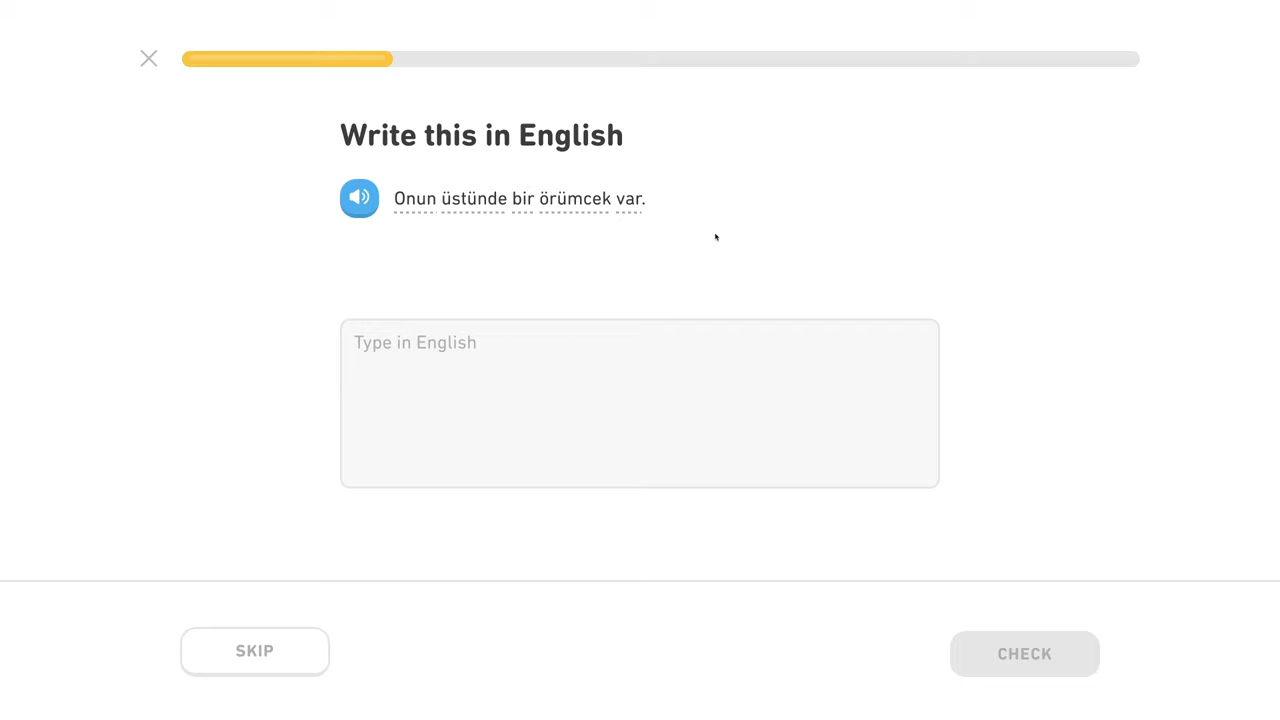 Write this in English
Onun üstünde bir örümcek var.
Type in English
SKIP
CHECK